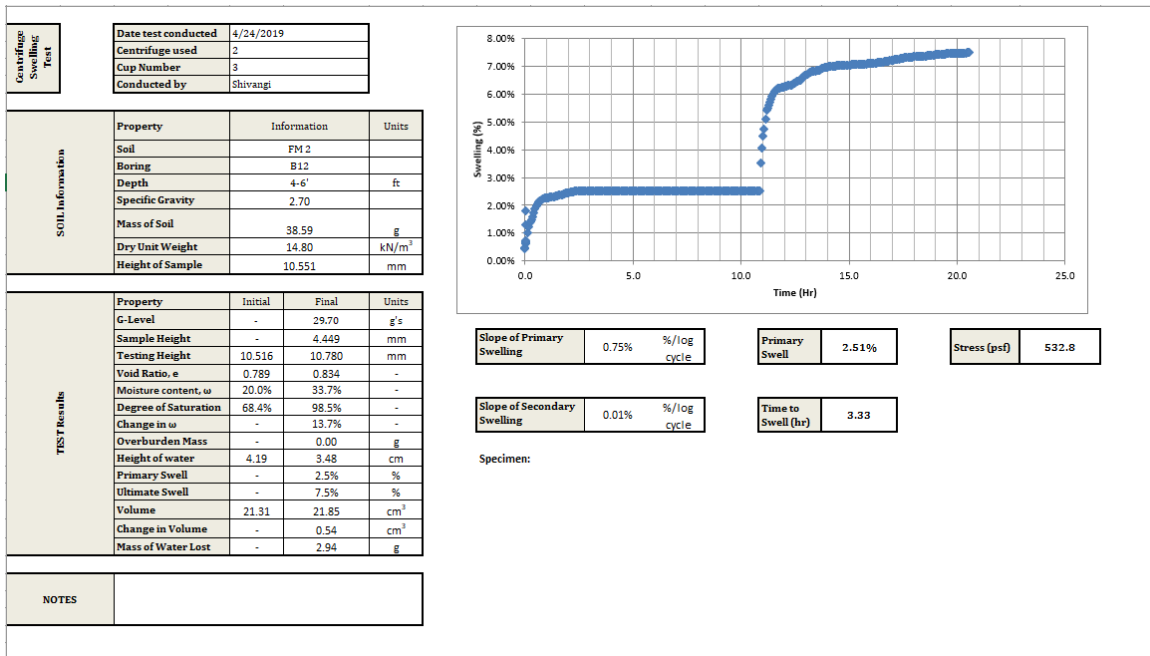 Centrifuge
Swelling
Test
Date test conducted 4/24/2019
Centrifuge used 2
Cup Number 3
Conducted by Shivangi
SOIL Information
Property Information Units
Soil FM 2
Boring B12
Depth 4-6' ft
Specific Gravity 2.70
Mass of Soil 38.59 g
Dry Unit Weight 14.80 kN/m³
Height of Sample 10.551 mm
TEST Results
Property Initial Final Units
G-Level - 29.70 g's
Sample Height - 4.449 mm
Testing Height 10.516 10.780 mm
Void Ratio, e 0.789 0.834 -
Moisture content, ω 20.0% 33.7% -
Degree of Saturation 68.4% 98.5% -
Change in ω - 13.7% -
Overburden Mass - 0.00 g
Height of water 4.19 3.48 cm
Primary Swell - 2.5% %
Ultimate Swell - 7.5% %
Volume 21.31 21.85 cm³
Change in Volume - 0.54 cm³
Mass of Water Lost - 2.94 g
NOTES
8.00%
7.00%
6.00%
5.00%
4.00%
3.00%
2.00%
1.00%
0.00%
Swelling (%)
0.0 5.0 10.0 15.0 20.0 25.0
Time (Hr)
Slope of Primary
Swelling
0.75%
%/log
cycle
Primary
Swell
2.51%
Stress (psf) 532.8
Slope of Secondary
Swelling
0.01%
%/log
cycle
Time to
Swell (hr)
3.33
Specimen: